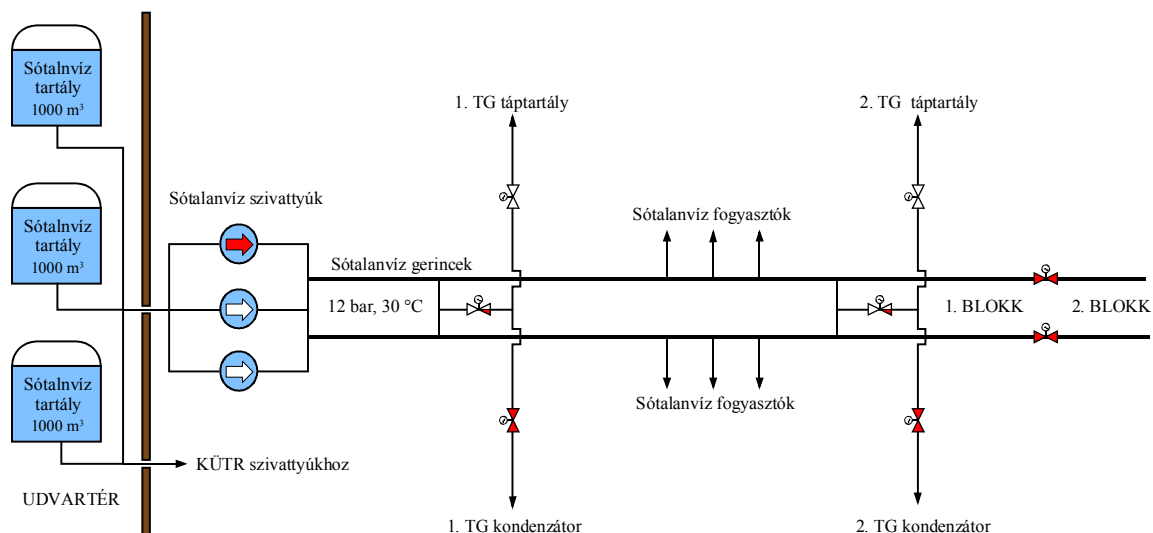 Sótalnvíz
tartály
1000 m³
Sótalnvíz
tartály
1000 m³
Sótalnvíz
tartály
1000 m³
UDVARTÉR
KÜTR szivattyúkhoz
Sótalanvíz szivattyúk
Sótalanvíz gerincek
12 bar, 30 °C
1. TG táptartály
2. TG táptartály
Sótalanvíz fogyasztók
1. BLOKK
2. BLOKK
Sótalanvíz fogyasztók
1. TG kondenzátor
2. TG kondenzátor